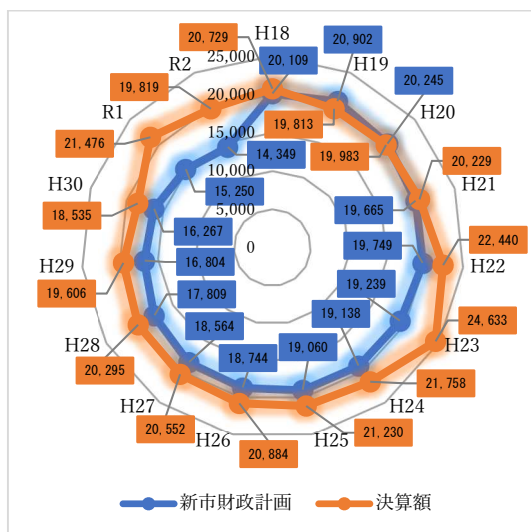 20,729
20,902
R2
H18
H19
25,000
20,109
20,245
19,819
20,000
H20
R1
15,000
19,813
21,476
14,349
19,983
20,229
10,000
H21
H30
15,250
5,000
19,665
18,535
16,267
0
19,749
22,440
H29
16,804
H22
19,606
17,809
19,239
24,633
H28
18,564
19,138
H23
20,295
18,744
19,060
21,758
H27
H24
20,552
H26
H25
21,230
20,884
新市財政計画 決算額